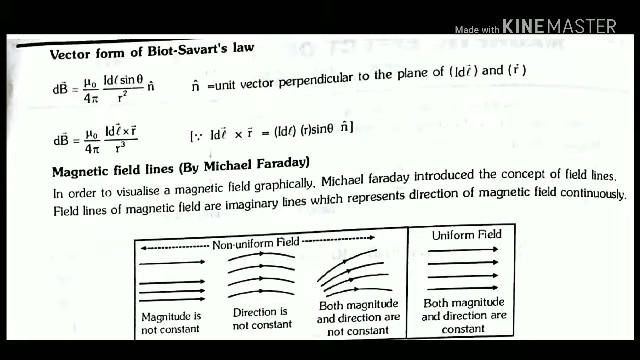 Made with KINEMASTER
Vector form of Biot-Savart's law
dB⃗ = μ₀/4π Idℓ sinθ/r² n̂    n̂ =unit vector perpendicular to the plane of (Idℓ⃗) and (r⃗)
dB⃗ = μ₀/4π Idℓ⃗ × r⃗/r³    [∵ Idℓ⃗ × r⃗ = (Idℓ) (r)sinθ n̂]
Magnetic field lines (By Michael Faraday)
In order to visualise a magnetic field graphically, Michael faraday introduced the concept of field lines.
Field lines of magnetic field are imaginary lines which represents direction of magnetic field continuously.
Non-uniform Field
Uniform Field
Magnitude is
not constant
Direction is
not constant
Both magnitude
and direction are
not constant
Both magnitude
and direction are
constant